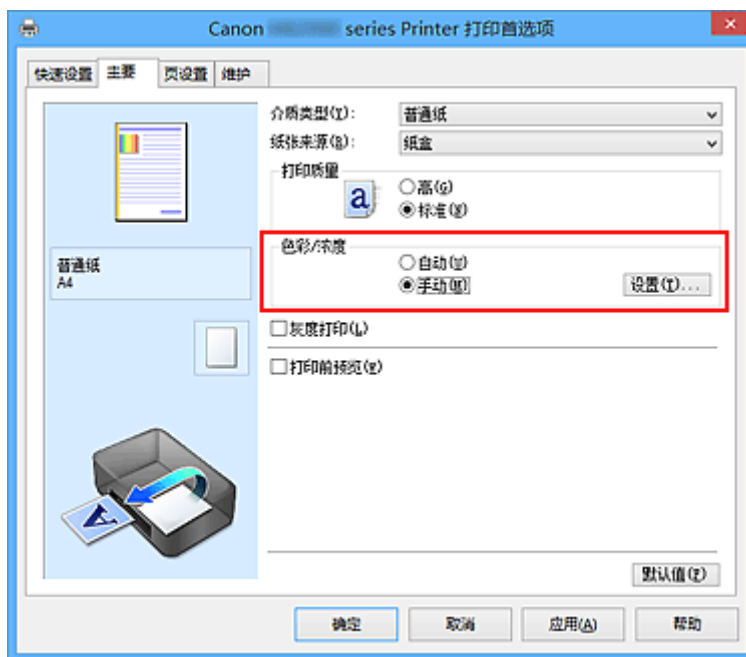 Canon series Printer 打印首选项
快速设置 主要 页设置 维护
介质类型(Y): 普通纸
纸张来源(R): 纸盒
打印质量
a
高(G)
标准(S)
色彩/浓度
自动(U)
手动(M) 设置(T)...
普通纸
A4
灰度打印(L)
打印前预览(E)
A
默认值(F)
确定 取消 应用(A) 帮助